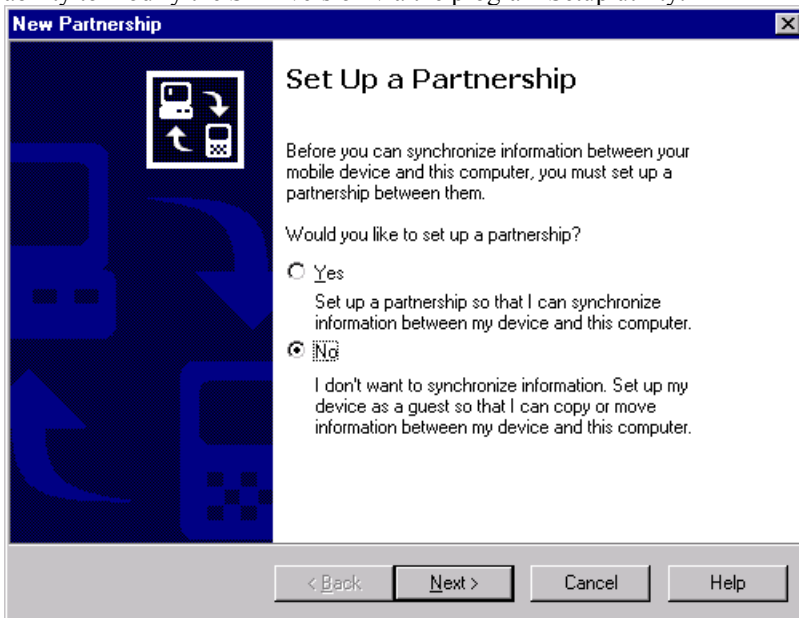 New Partnership
Set Up a Partnership
Before you can synchronize information between your
mobile device and this computer, you must set up a
partnership between them.
Would you like to set up a partnership?
Yes
Set up a partnership so that I can synchronize
information between my device and this computer.
No
I don't want to synchronize information. Set up my
device as a guest so that I can copy or move
information between my device and this computer.
< Back
Next >
Cancel
Help